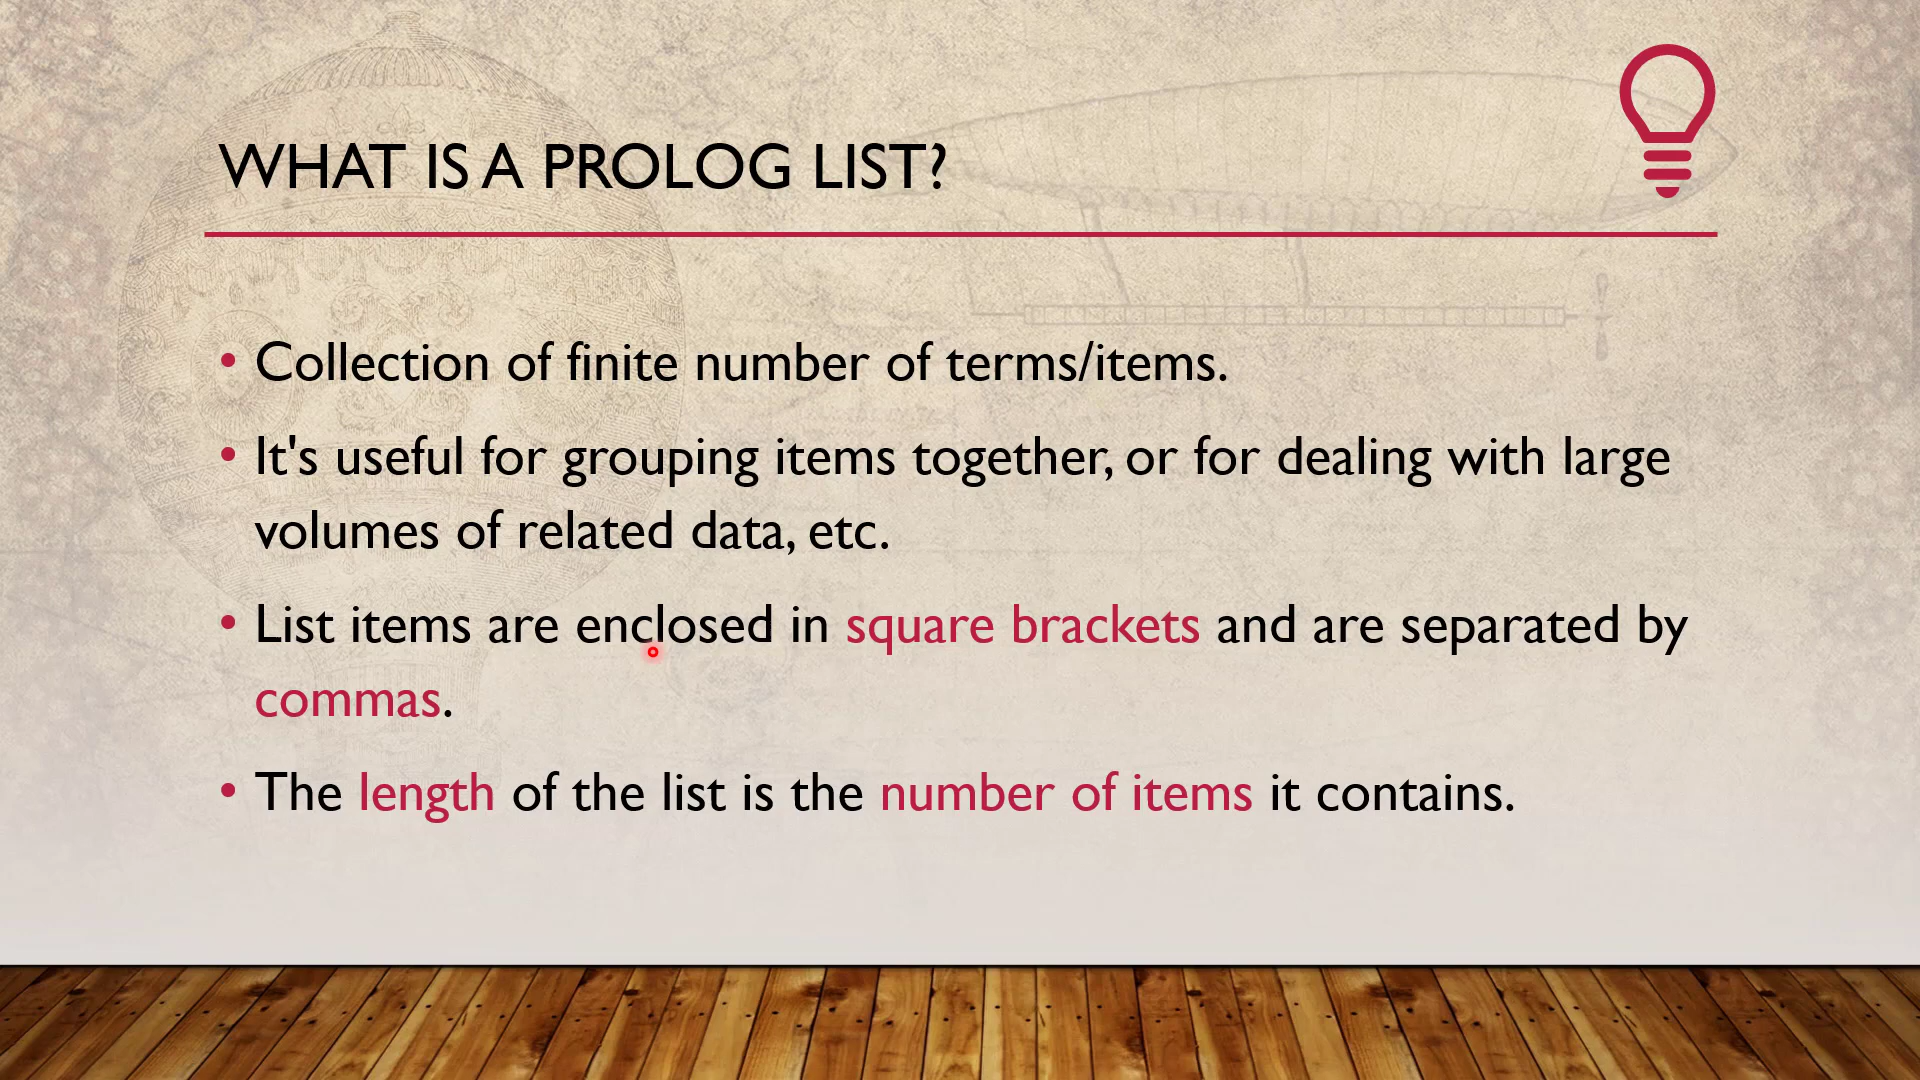 WHAT IS A PROLOG LIST?
• Collection of finite number of terms/items.
• It's useful for grouping items together, or for dealing with large
volumes of related data, etc.
• List items are enclosed in square brackets and are separated by
commas.
• The length of the list is the number of items it contains.